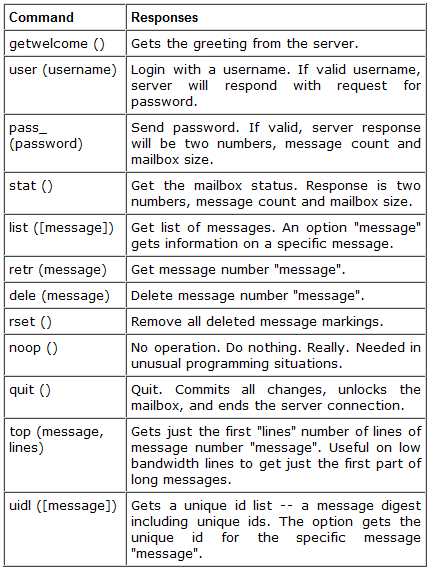 Command Responses
getwelcome () Gets the greeting from the server.
user (username) Login with a username. If valid username,
server will respond with request for
password.
pass_ Send password. If valid, server response
(password) will be two numbers, message count and
mailbox size.
stat () Get the mailbox status. Response is two
numbers, message count and mailbox size.
list ([message]) Get list of messages. An option "message"
gets information on a specific message.
retr (message) Get message number "message".
dele (message) Delete message number "message".
rset () Remove all deleted message markings.
noop () No operation. Do nothing. Really. Needed in
unusual programming situations.
quit () Quit. Commits all changes, unlocks the
mailbox, and ends the server connection.
top (message, Gets just the first "lines" number of lines of
lines) message number "message". Useful on low
bandwidth lines to get just the first part of
long messages.
uidl ([message]) Gets a unique id list -- a message digest
including unique ids. The option gets the
unique id for the specific message
"message".